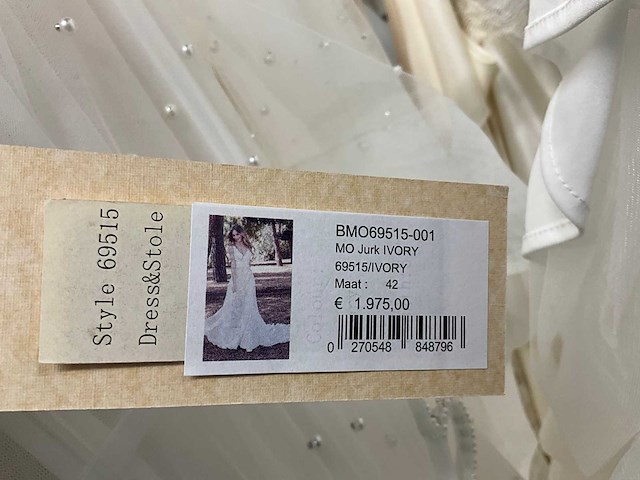 Style 69515
Dress&Stole
BMO69515-001
MO Jurk IVORY
69515/IVORY
Maat : 42
€ 1.975,00
0 270548 848796